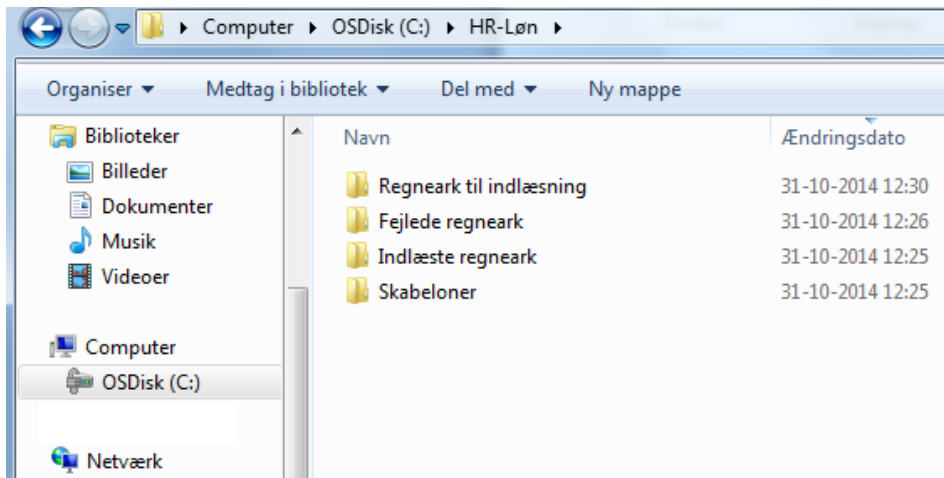 Computer ▸ OSDisk (C:) ▸ HR-Løn ▸
Organiser Medtag i bibliotek Del med Ny mappe
Biblioteker
Billeder
Dokumenter
Musik
Videoer
Computer
OSDisk (C:)
Netværk
Navn Ændringsdato
Regneark til indlæsning 31-10-2014 12:30
Fejlede regneark 31-10-2014 12:26
Indlæste regneark 31-10-2014 12:25
Skabeloner 31-10-2014 12:25